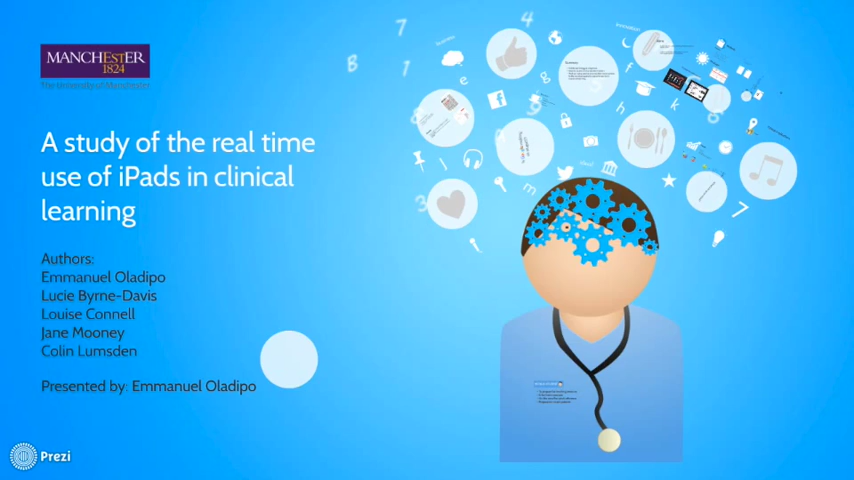 MANCHESTER
1824
The University of Manchester
A study of the real time
use of iPads in clinical
learning
Authors:
Emmanuel Oladipo
Lucie Byrne-Davis
Louise Connell
Jane Mooney
Colin Lumsden
Presented by: Emmanuel Oladipo
Prezi